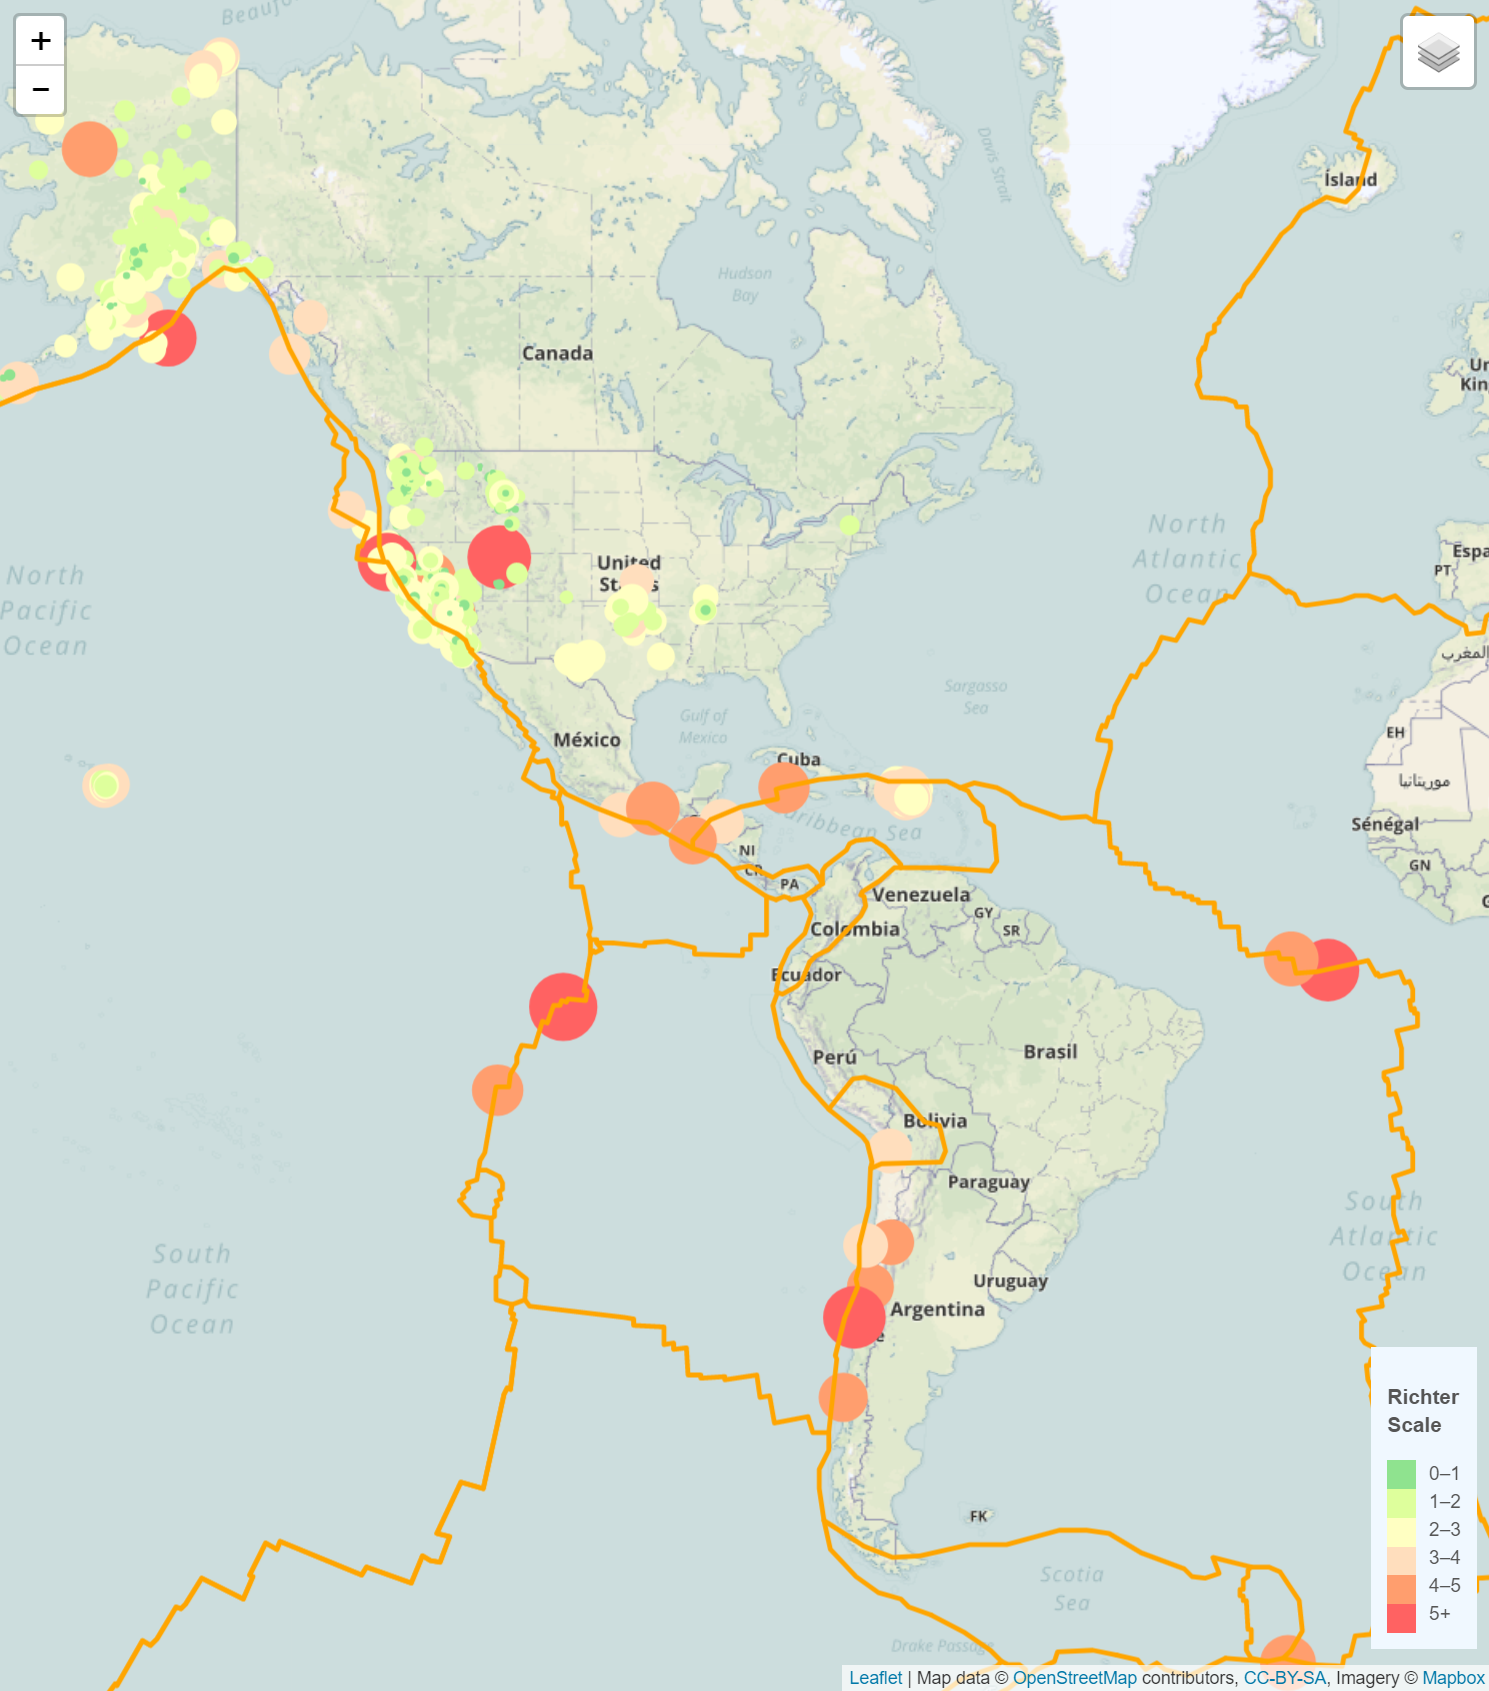 Beaufo
+
−
Davis Strait
Ísland
Hudson
Bay
Canada
Un
Kin
North
Pacific
Ocean
North
Atlantic
Ocean
United
States
Espa
PT
المغرب
Sargasso
Sea
Gulf of
Mexico
México
EH
Cuba
موريتانيا
Sénégal
Caribbean Sea
NI
CR
PA
GN
Venezuela
GY
SR
Colombia
Ecuador
Perú
Brasil
Bolivia
Paraguay
South
Atlantic
Ocean
South
Pacific
Ocean
Uruguay
Argentina
e
FK
Scotia
Sea
Drake Passage
Richter
Scale
0–1
1–2
2–3
3–4
4–5
5+
Leaflet | Map data © OpenStreetMap contributors, CC-BY-SA, Imagery © Mapbox